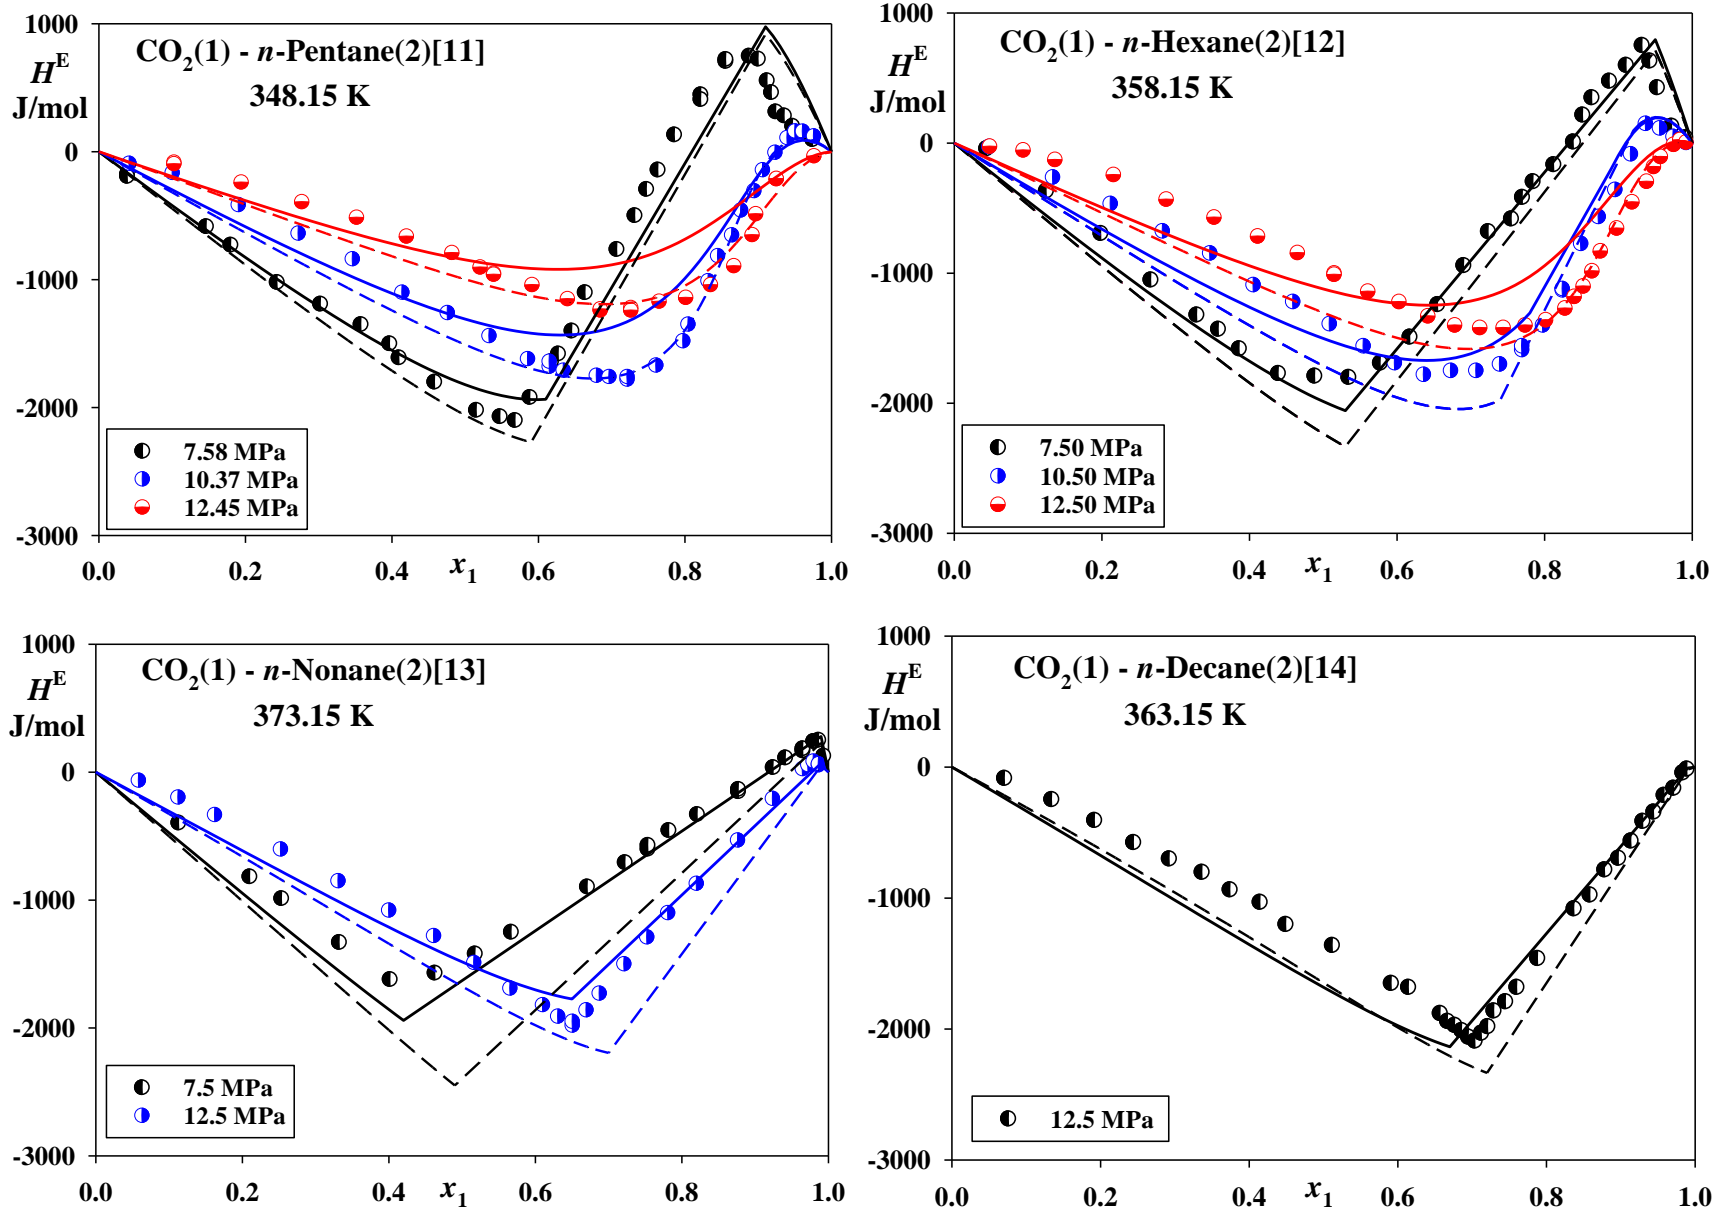 1000
CO₂(1) - n-Pentane(2)[11]
Hᴱ
J/mol
348.15 K
0
-1000
-2000
7.58 MPa
10.37 MPa
12.45 MPa
-3000
0.0 0.2 0.4 x₁ 0.6 0.8 1.0
1000
CO₂(1) - n-Hexane(2)[12]
Hᴱ
J/mol
358.15 K
0
-1000
-2000
7.50 MPa
10.50 MPa
12.50 MPa
-3000
0.0 0.2 0.4 x₁ 0.6 0.8 1.0
1000
CO₂(1) - n-Nonane(2)[13]
Hᴱ
J/mol
373.15 K
0
-1000
-2000
7.5 MPa
12.5 MPa
-3000
0.0 0.2 0.4 x₁ 0.6 0.8 1.0
1000
CO₂(1) - n-Decane(2)[14]
Hᴱ
J/mol
363.15 K
0
-1000
-2000
12.5 MPa
-3000
0.0 0.2 0.4 x₁ 0.6 0.8 1.0